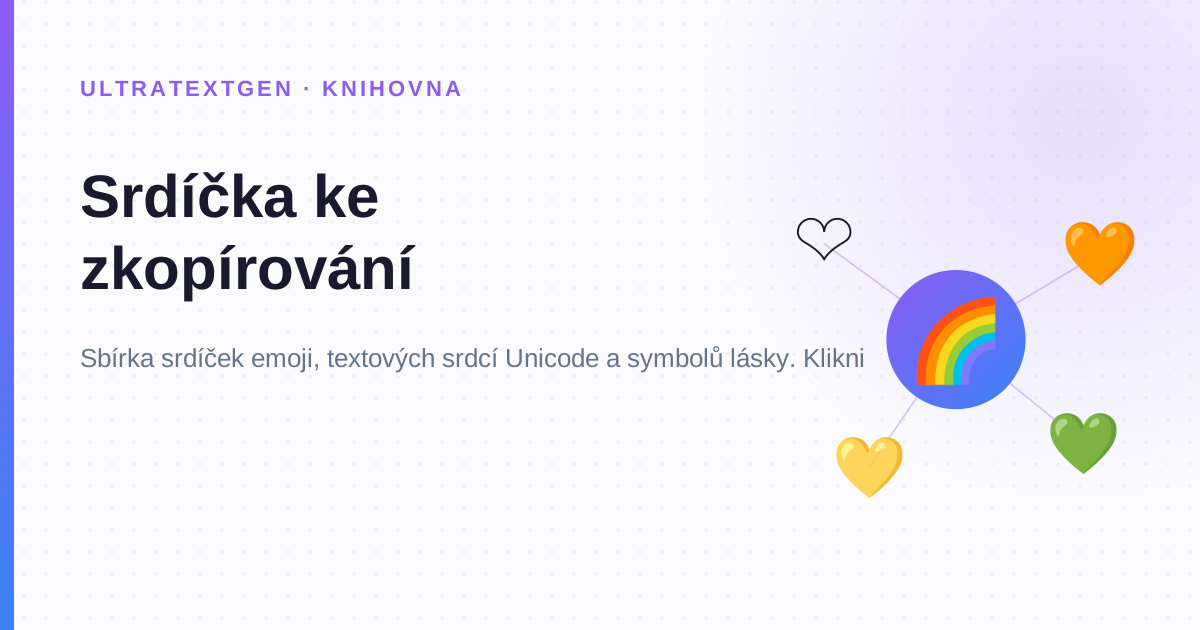 ULTRATEXTGEN · KNIHOVNA
Srdíčka ke
zkopírování
Sbírka srdíček emoji, textových srdcí Unicode a symbolů lásky. Klikni